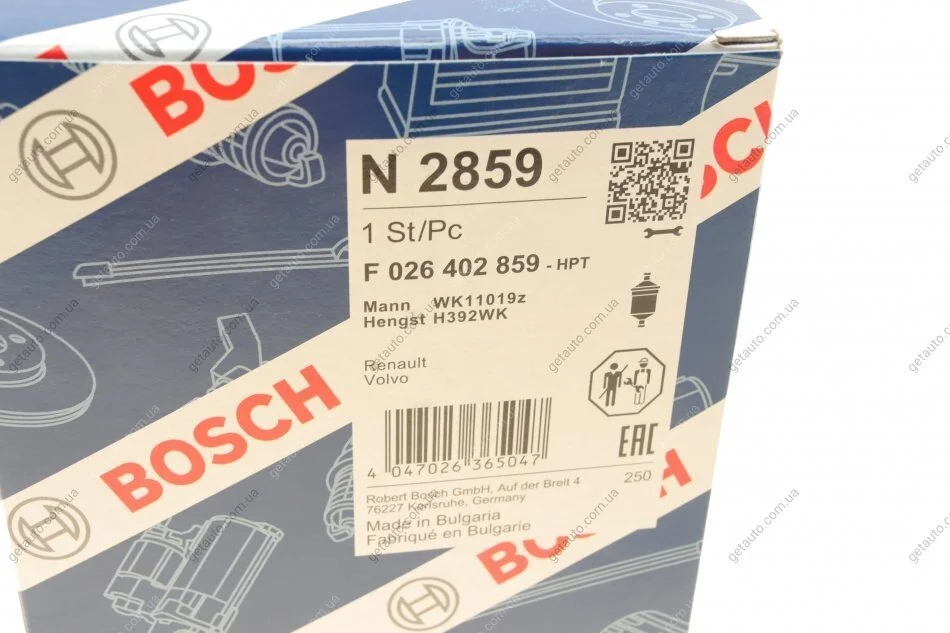 BOSCH
BOSCH
N 2859
1 St/Pc
F 026 402 859 - HPT
Mann WK11019z
Hengst H392WK
Renault
Volvo
4 047026 365047
EAC
250
Robert Bosch GmbH, Auf der Breit 4
76227 Karlsruhe, Germany
Made in Bulgaria
Fabriqué en Bulgarie
BOSCH
BOSCH
getauto.com.ua